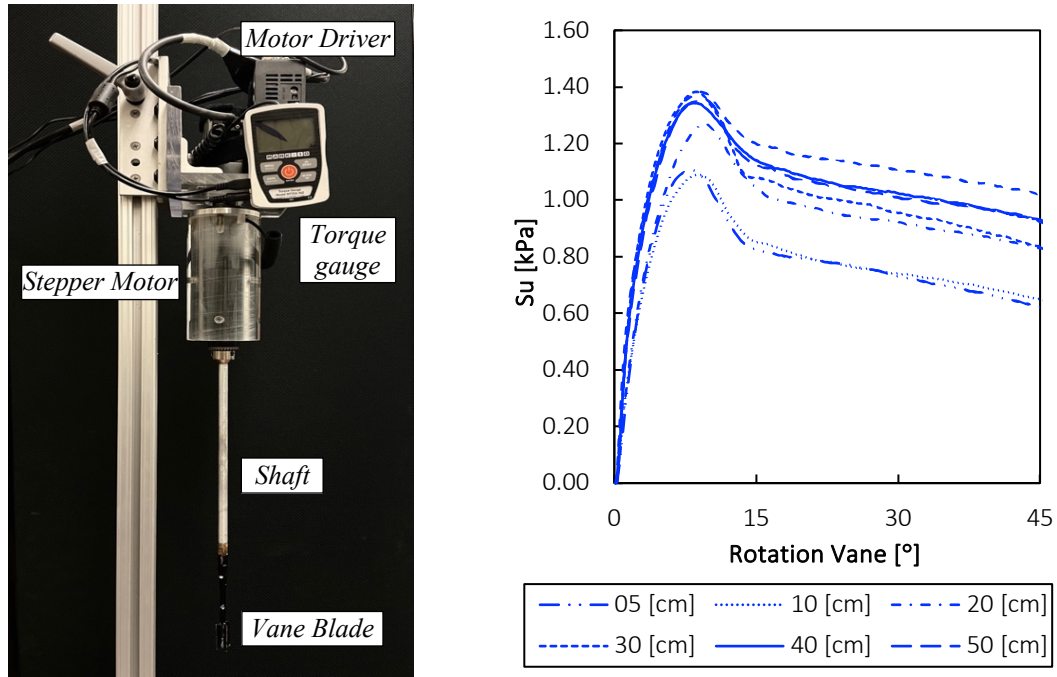 Motor Driver
MARK-10
Torque
gauge
Stepper Motor
Shaft
Vane Blade
1.60
1.40
1.20
1.00
0.80
0.60
0.40
0.20
0.00
Su [kPa]
0 15 30 45
Rotation Vane [°]
05 [cm] 10 [cm] 20 [cm]
30 [cm] 40 [cm] 50 [cm]